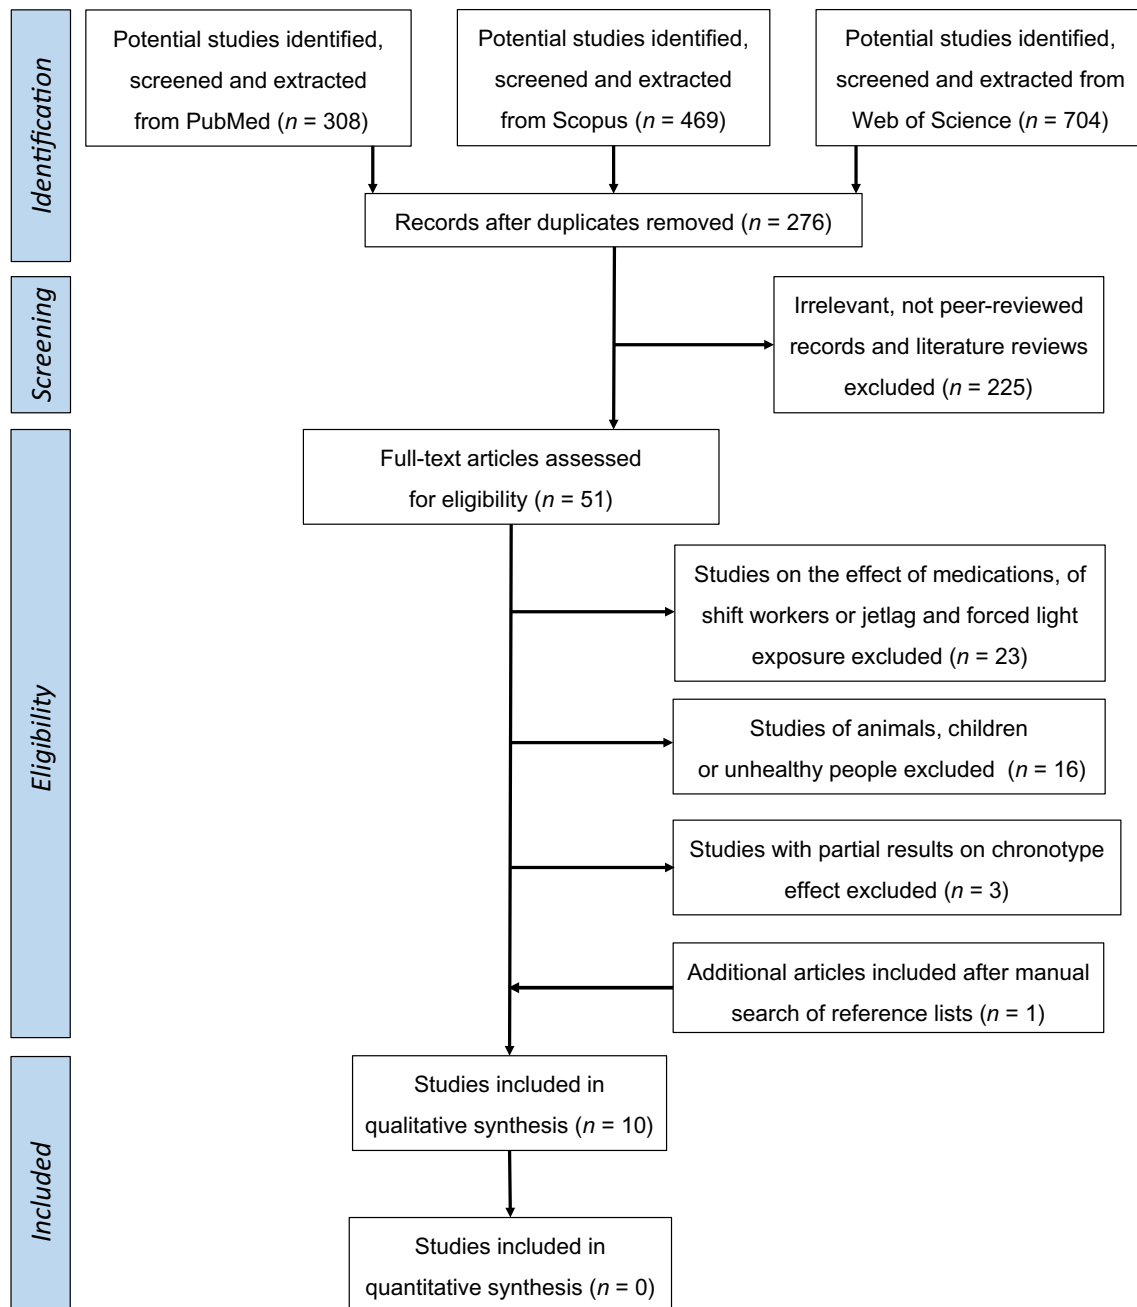 Identification
Potential studies identified,
screened and extracted
from PubMed (n = 308)
Potential studies identified,
screened and extracted
from Scopus (n = 469)
Potential studies identified,
screened and extracted from
Web of Science (n = 704)
Records after duplicates removed (n = 276)
Screening
Irrelevant, not peer-reviewed
records and literature reviews
excluded (n = 225)
Eligibility
Full-text articles assessed
for eligibility (n = 51)
Studies on the effect of medications, of
shift workers or jetlag and forced light
exposure excluded (n = 23)
Studies of animals, children
or unhealthy people excluded (n = 16)
Studies with partial results on chronotype
effect excluded (n = 3)
Additional articles included after manual
search of reference lists (n = 1)
Included
Studies included in
qualitative synthesis (n = 10)
Studies included in
quantitative synthesis (n = 0)